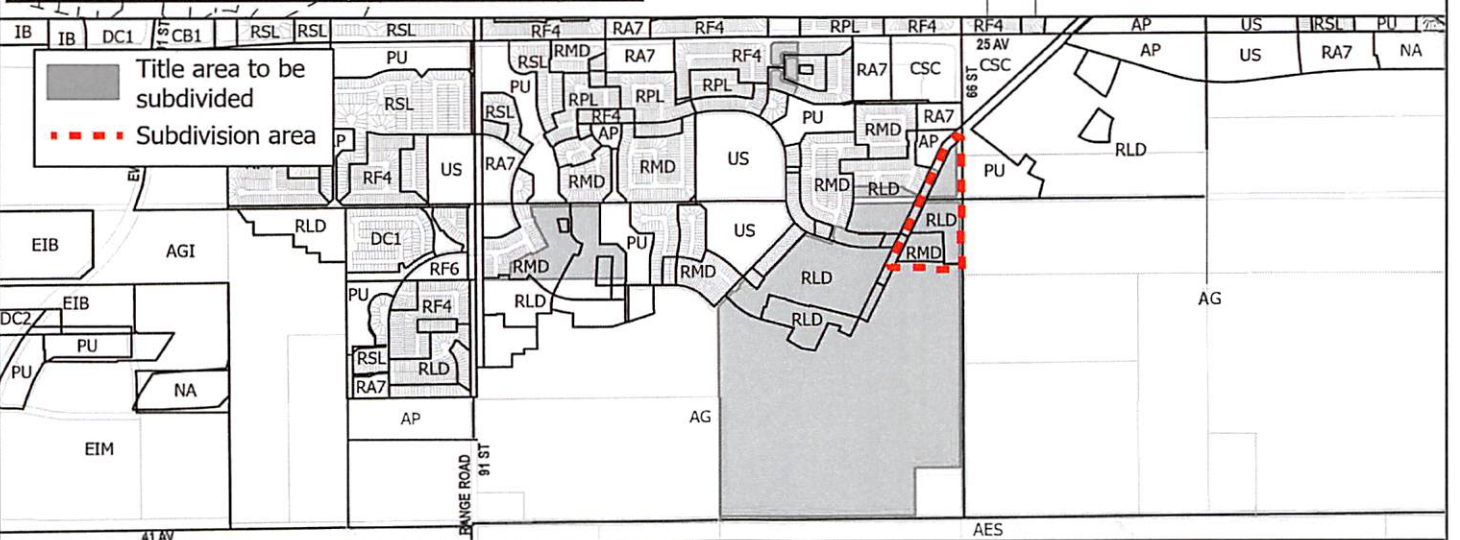 IB
IB
DC1
91 ST
CB1
RSL
RSL
RSL
RF4
RA7
RF4
RPL
RF4
RF4
AP
US
RSL
PU
Title area to be
subdivided
Subdivision area
PU
RSL
RMD
RA7
RF4
RA7
CSC
25 AV
CSC
66 ST
AP
US
RA7
NA
PU
RPL
RPL
RPL
RSL
RSL
RF4
AP
PU
RMD
RA7
AP
RLD
P
RF4
US
RA7
RMD
RMD
US
RMD
RLD
PU
EIB
AGI
RLD
DC1
RF6
RMD
PU
RMD
US
RLD
RMD
RLD
AG
EIB
DC2
PU
PU
NA
PU
RF4
RLD
RLD
RSL
RLD
RA7
AP
AG
EIM
RANGE ROAD
91 ST
41 AV
AES